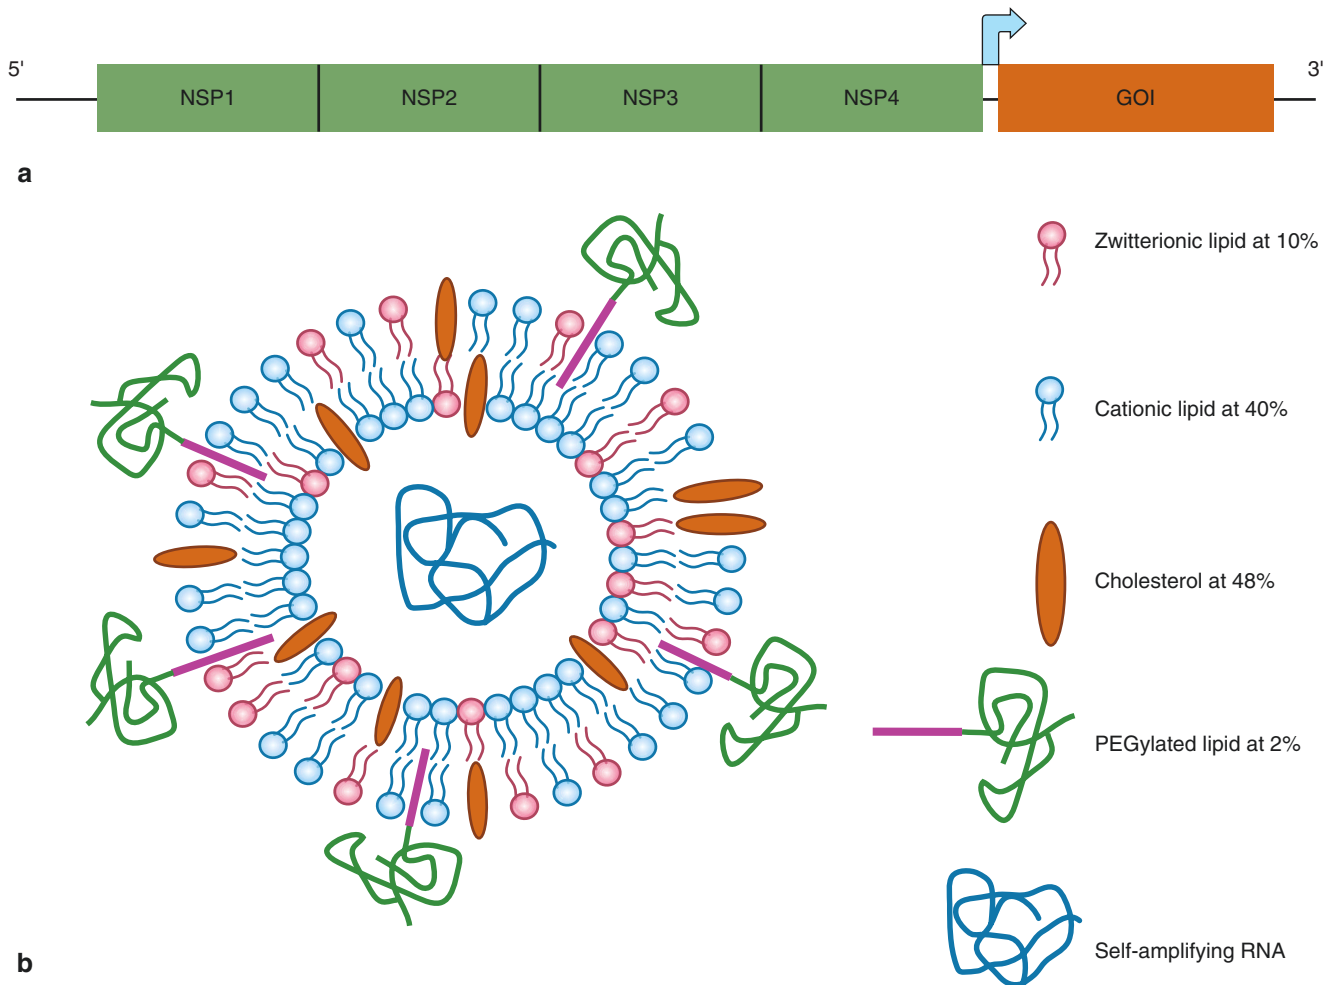 5'
3'
NSP1 NSP2 NSP3 NSP4 GOI
a
Zwitterionic lipid at 10%
Cationic lipid at 40%
Cholesterol at 48%
PEGylated lipid at 2%
Self-amplifying RNA
b